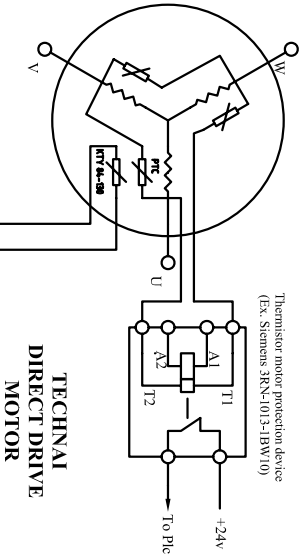 Thermistor motor protection device
(Ex. Siemens 3RN-1013-1BW10)
W
V
U
PTC
KTY 84-130
T1
A1
A2
T2
+24v
To Plc
TECHNAI
DIRECT DRIVE
MOTOR